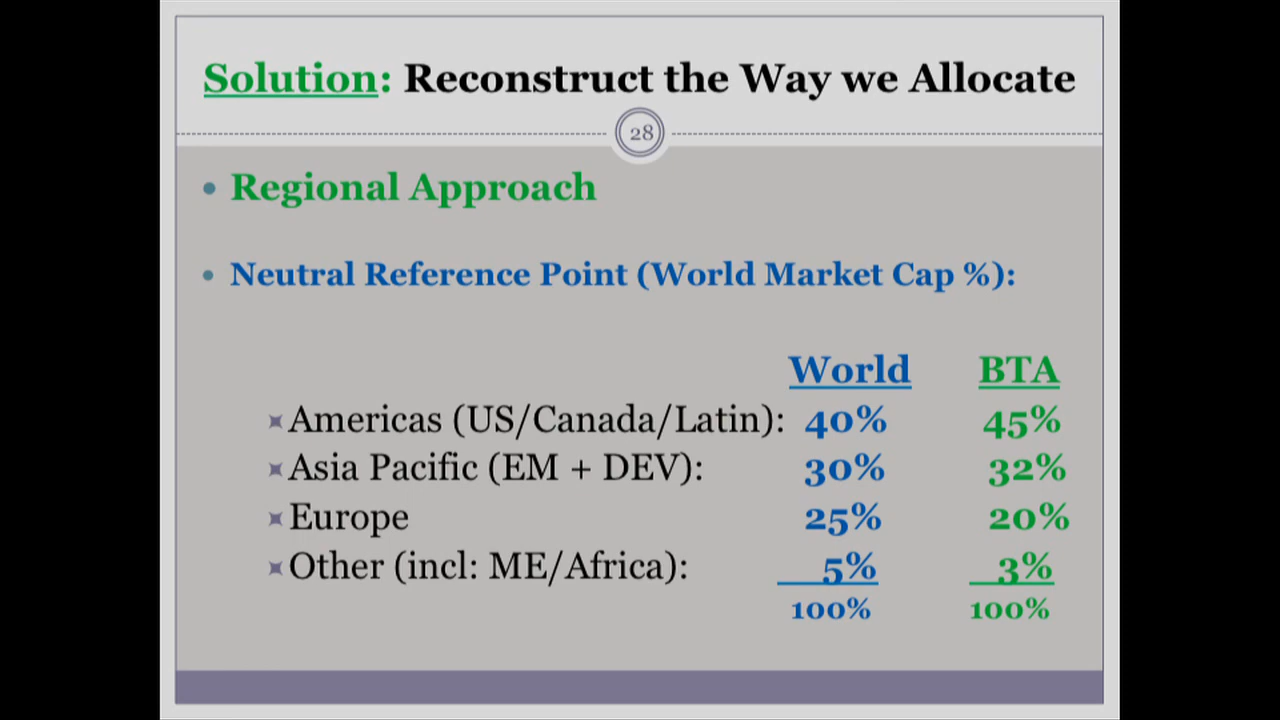 Solution: Reconstruct the Way we Allocate
28
• Regional Approach
• Neutral Reference Point (World Market Cap %):
World BTA
Americas (US/Canada/Latin): 40% 45%
Asia Pacific (EM + DEV): 30% 32%
Europe 25% 20%
Other (incl: ME/Africa): 5% 3%
100% 100%